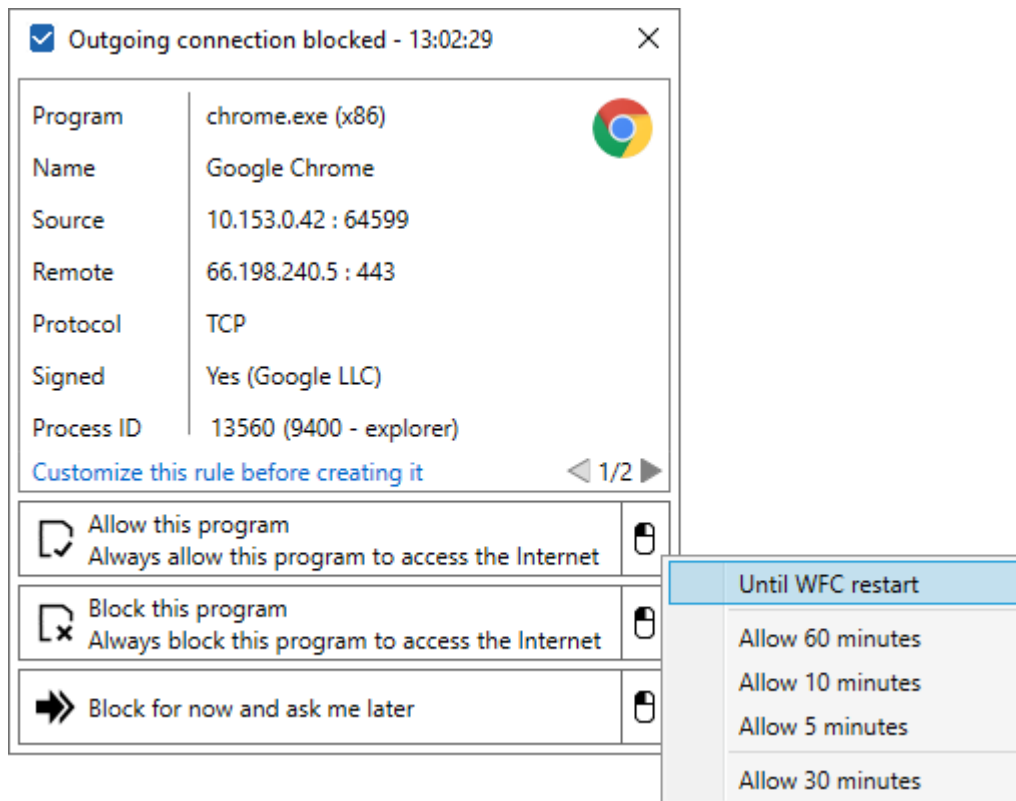 Outgoing connection blocked - 13:02:29
Program chrome.exe (x86)
Name Google Chrome
Source 10.153.0.42 : 64599
Remote 66.198.240.5 : 443
Protocol TCP
Signed Yes (Google LLC)
Process ID 13560 (9400 - explorer)
Customize this rule before creating it 1/2
Allow this program
Always allow this program to access the Internet
Block this program
Always block this program to access the Internet
Block for now and ask me later
Until WFC restart
Allow 60 minutes
Allow 10 minutes
Allow 5 minutes
Allow 30 minutes